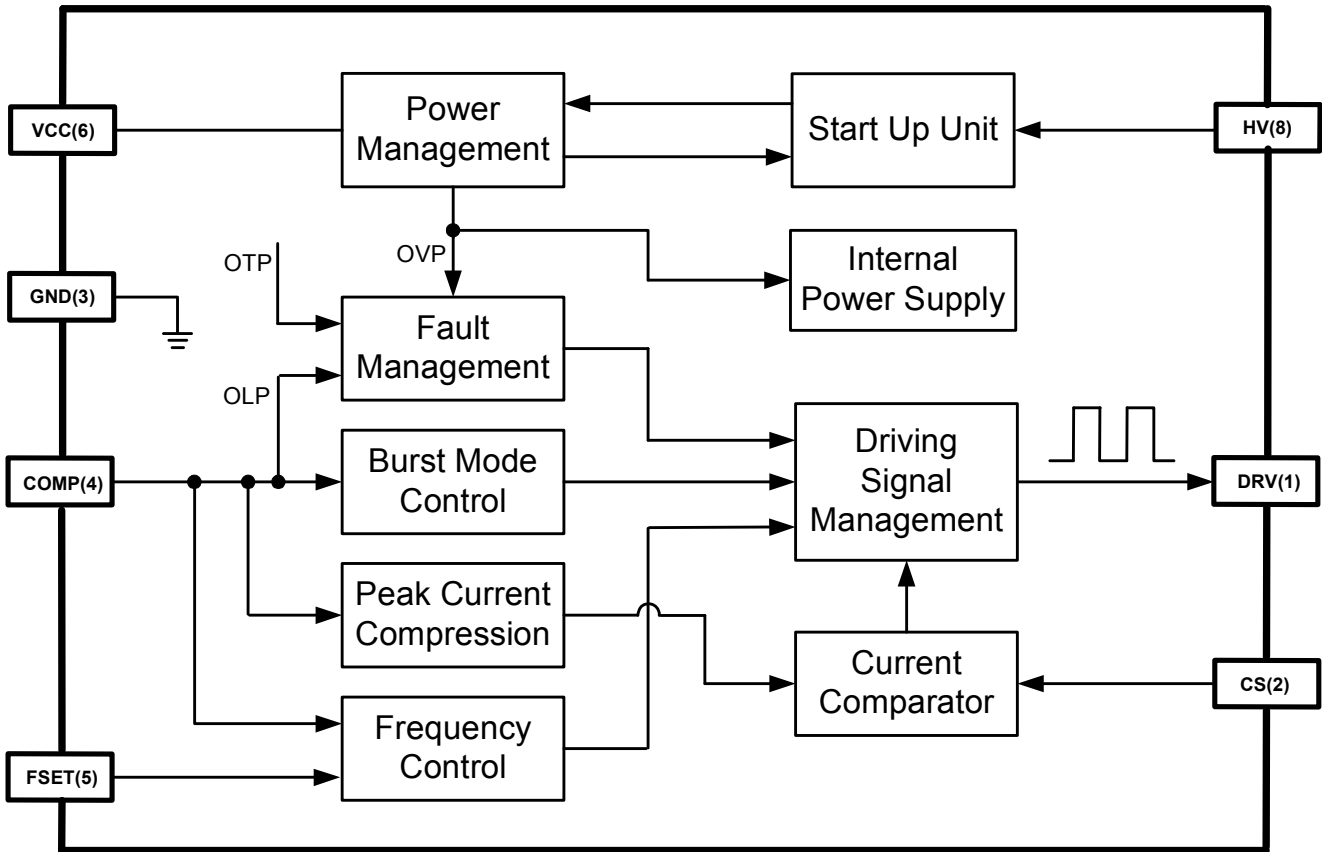 VCC(6)
Power
Management
Start Up Unit
HV(8)
OTP
OVP
Internal
Power Supply
GND(3)
Fault
Management
OLP
COMP(4)
Burst Mode
Control
Driving
Signal
Management
DRV(1)
Peak Current
Compression
Current
Comparator
CS(2)
Frequency
Control
FSET(5)